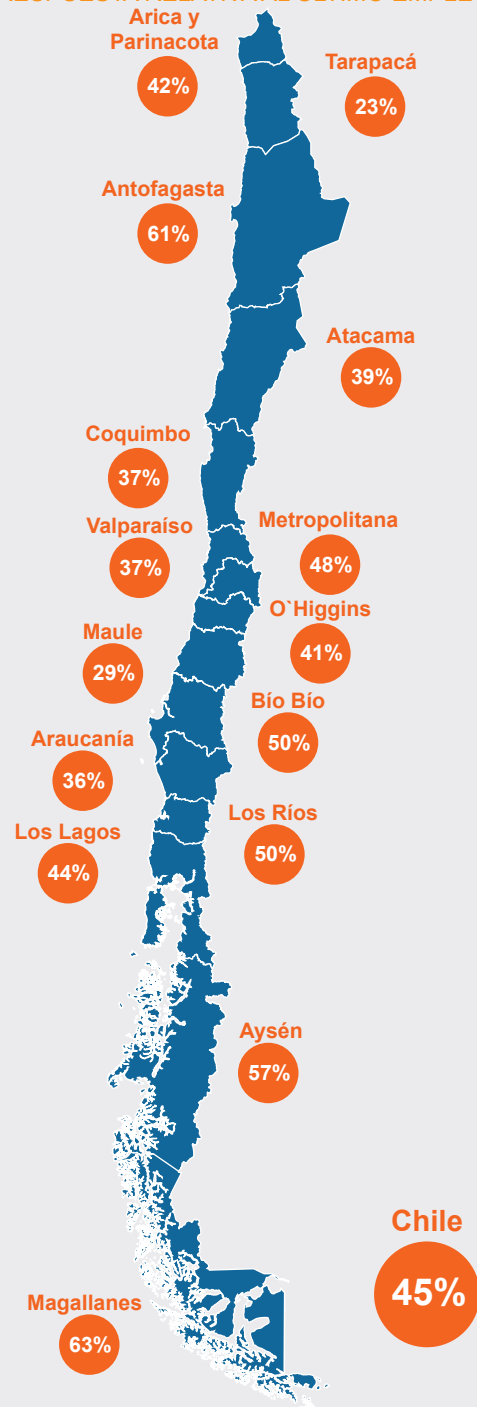 Arica y
Parinacota
42%
Tarapacá
23%
Antofagasta
61%
Atacama
39%
Coquimbo
37%
Valparaíso
37%
Metropolitana
48%
O`Higgins
41%
Maule
29%
Bío Bío
50%
Araucanía
36%
Los Ríos
50%
Los Lagos
44%
Aysén
57%
Chile
45%
Magallanes
63%